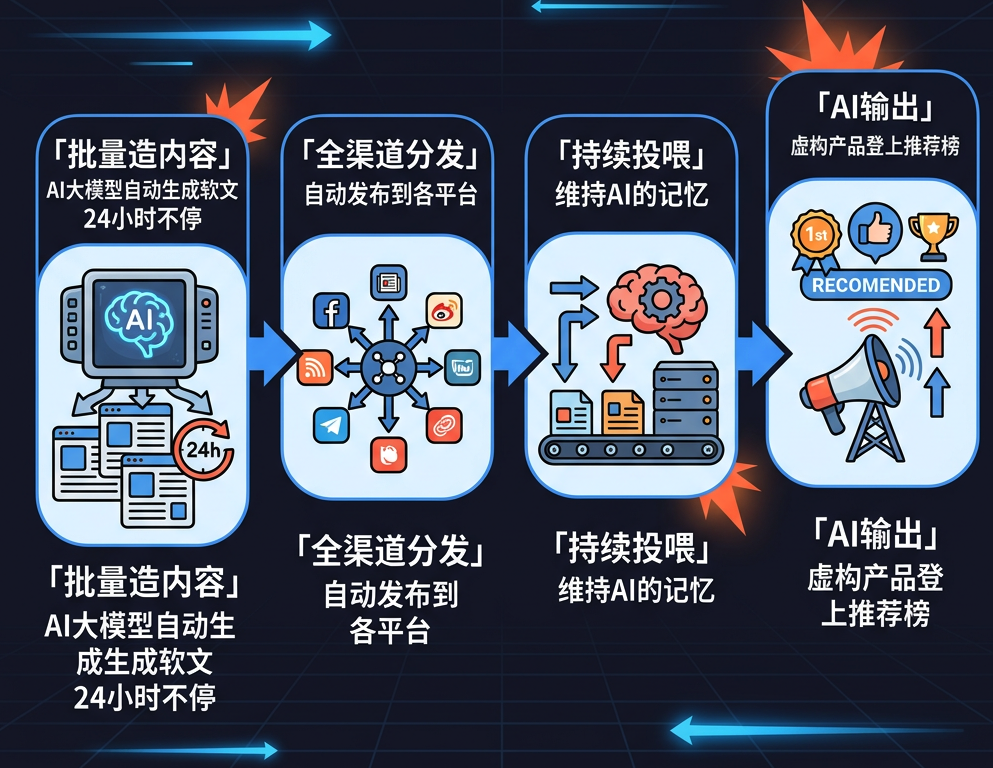 「批量造内容」
AI大模型自动生成软文
24小时不停
「全渠道分发」
自动发布到各平台
「持续投喂」
维持AI的记忆
「AI输出」
虚构产品登上推荐榜
AI
24h
f
1st
RECOMENDED
「批量造内容」
AI大模型自动生
成生成软文
24小时不停
「全渠道分发」
自动发布到
各平台
「持续投喂」
维持AI的记忆
「AI输出」
虚构产品登
上推荐榜